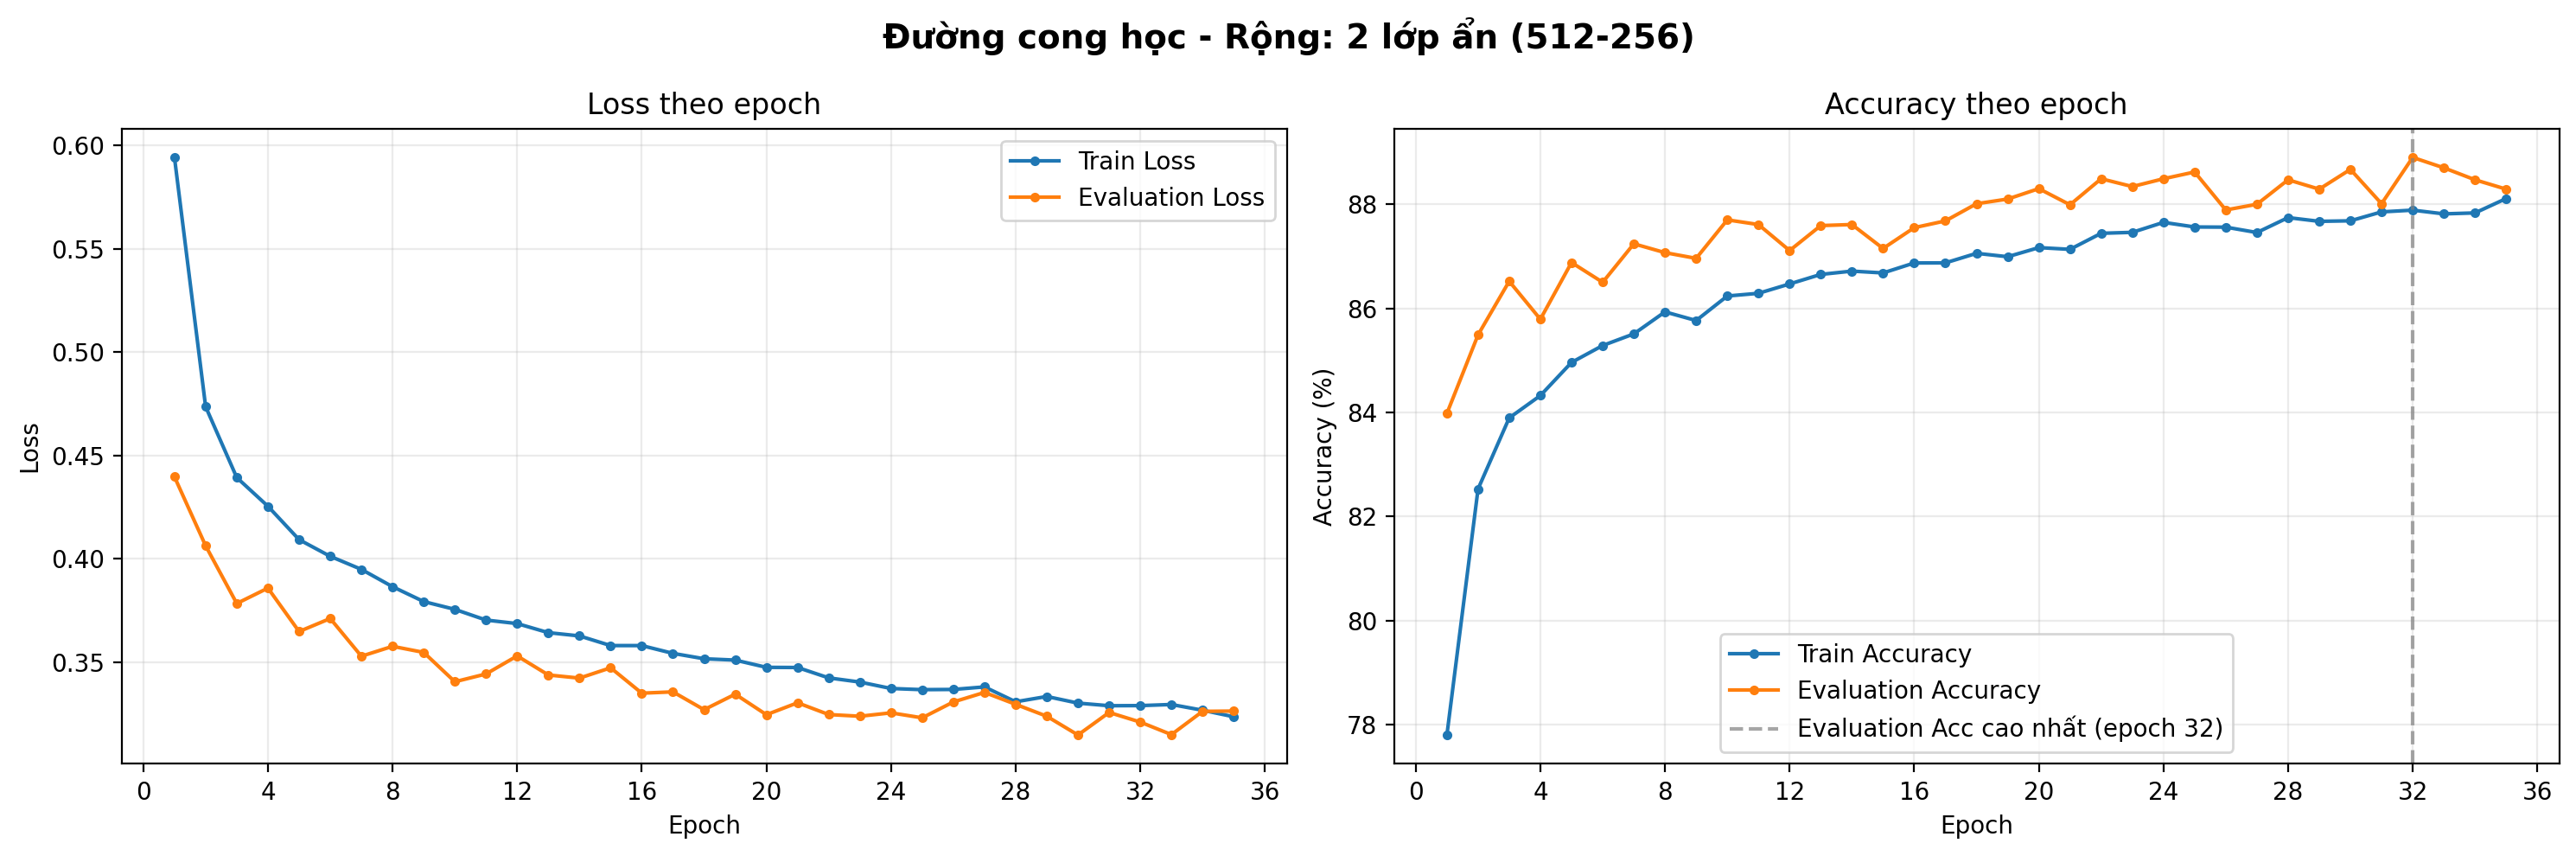 Đường cong học - Rộng: 2 lớp ẩn (512-256)
Loss theo epoch
0.60
0.55
0.50
0.45
0.40
0.35
Loss
Train Loss
Evaluation Loss
0 4 8 12 16 20 24 28 32 36
Epoch
Accuracy theo epoch
88
86
84
82
80
78
Accuracy (%)
Train Accuracy
Evaluation Accuracy
Evaluation Acc cao nhất (epoch 32)
0 4 8 12 16 20 24 28 32 36
Epoch